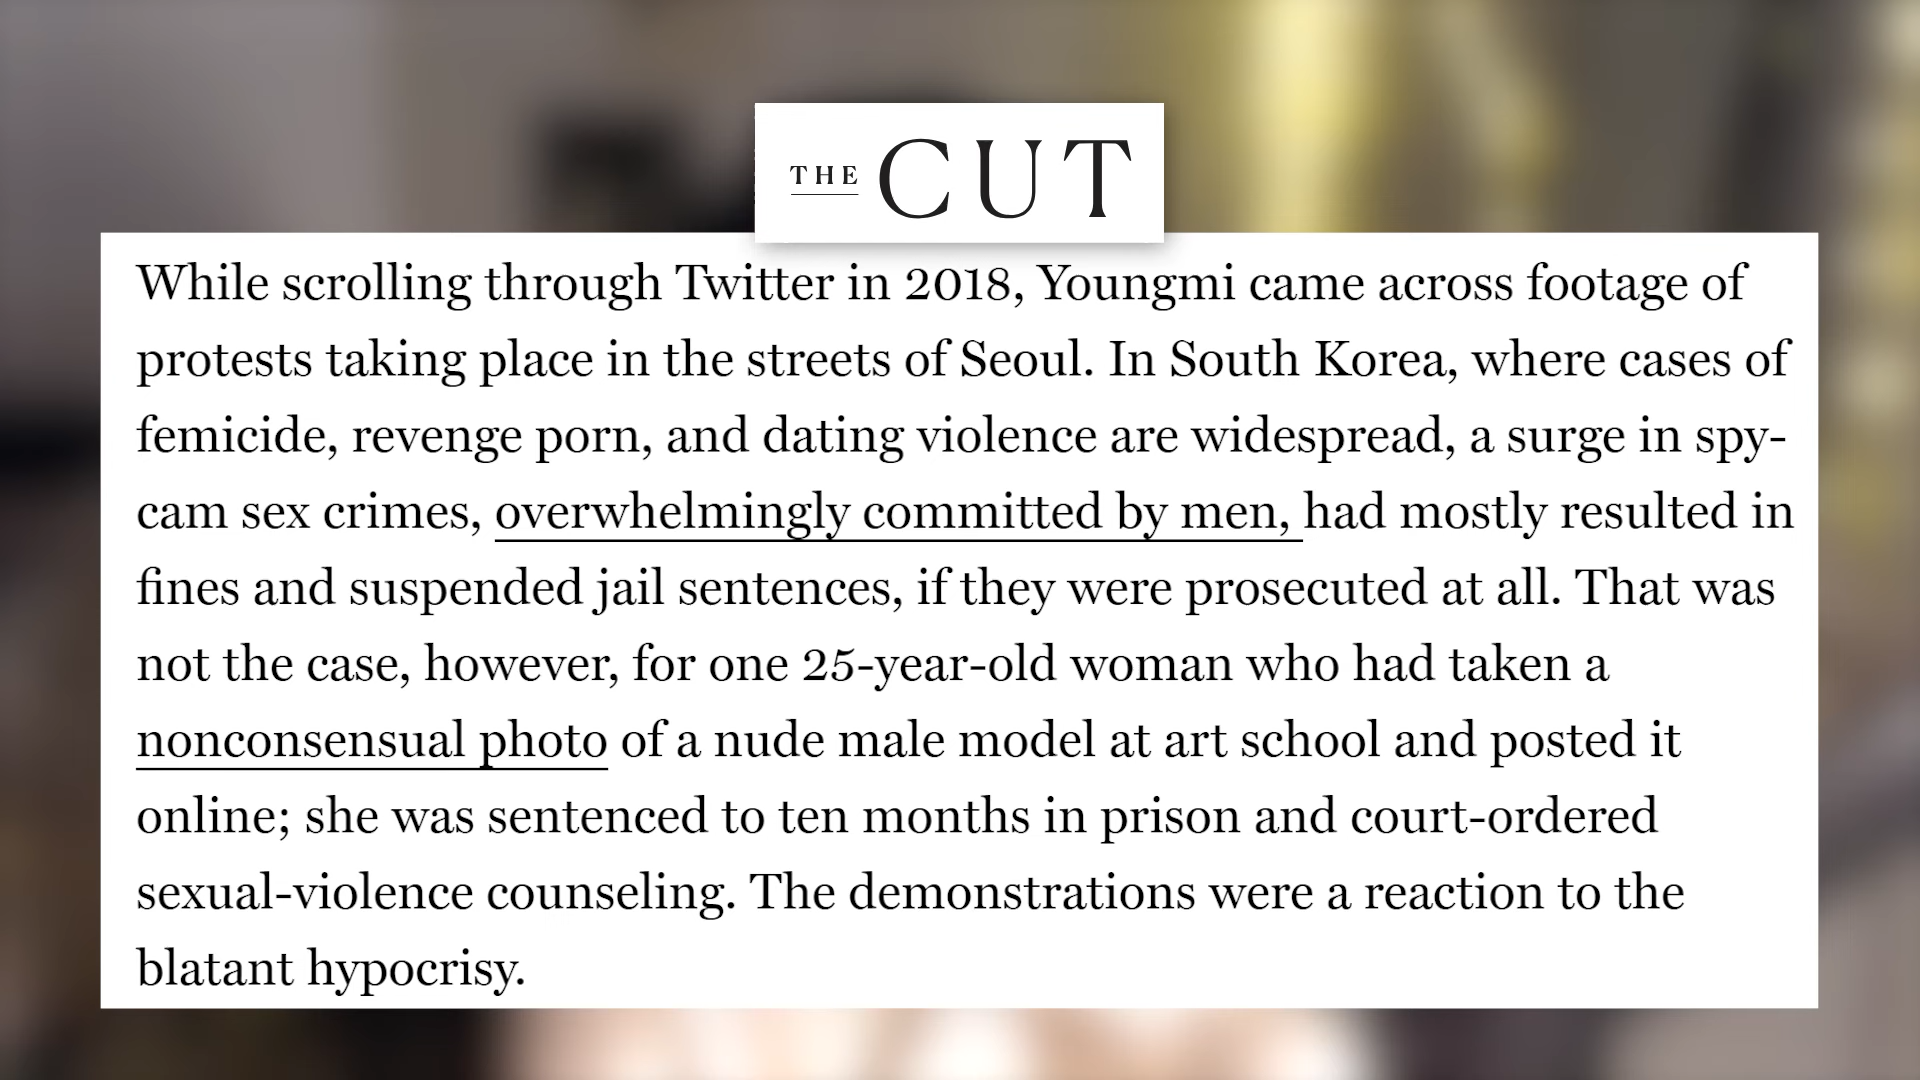 THE CUT
While scrolling through Twitter in 2018, Youngmi came across footage of
protests taking place in the streets of Seoul. In South Korea, where cases of
femicide, revenge porn, and dating violence are widespread, a surge in spy-
cam sex crimes, overwhelmingly committed by men, had mostly resulted in
fines and suspended jail sentences, if they were prosecuted at all. That was
not the case, however, for one 25-year-old woman who had taken a
nonconsensual photo of a nude male model at art school and posted it
online; she was sentenced to ten months in prison and court-ordered
sexual-violence counseling. The demonstrations were a reaction to the
blatant hypocrisy.